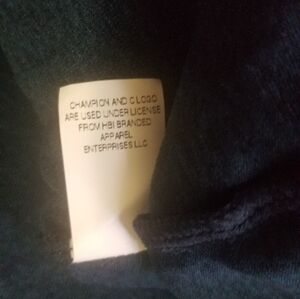 CHAMPION AND C LOGO
ARE USED UNDER LICENSE
FROM HBI BRANDED
APPAREL
ENTERPRISES LLC